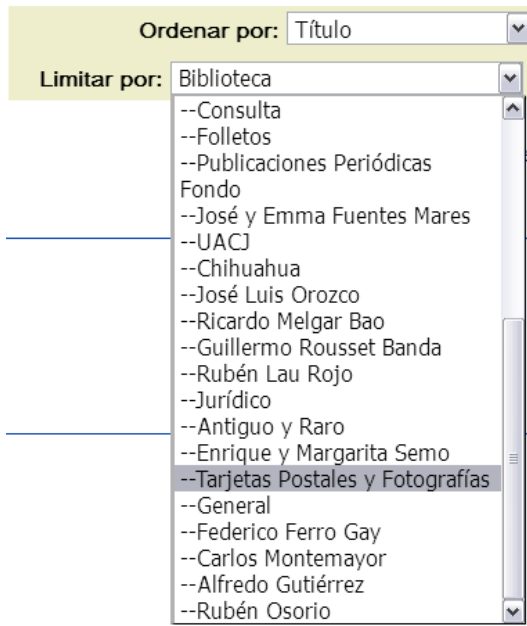 Ordenar por: Título
Limitar por: Biblioteca
--Consulta
--Folletos
--Publicaciones Periódicas
Fondo
--José y Emma Fuentes Mares
--UACJ
--Chihuahua
--José Luis Orozco
--Ricardo Melgar Bao
--Guillermo Rousset Banda
--Rubén Lau Rojo
--Jurídico
--Antiguo y Raro
--Enrique y Margarita Semo
--Tarjetas Postales y Fotografías
--General
--Federico Ferro Gay
--Carlos Montemayor
--Alfredo Gutiérrez
--Rubén Osorio